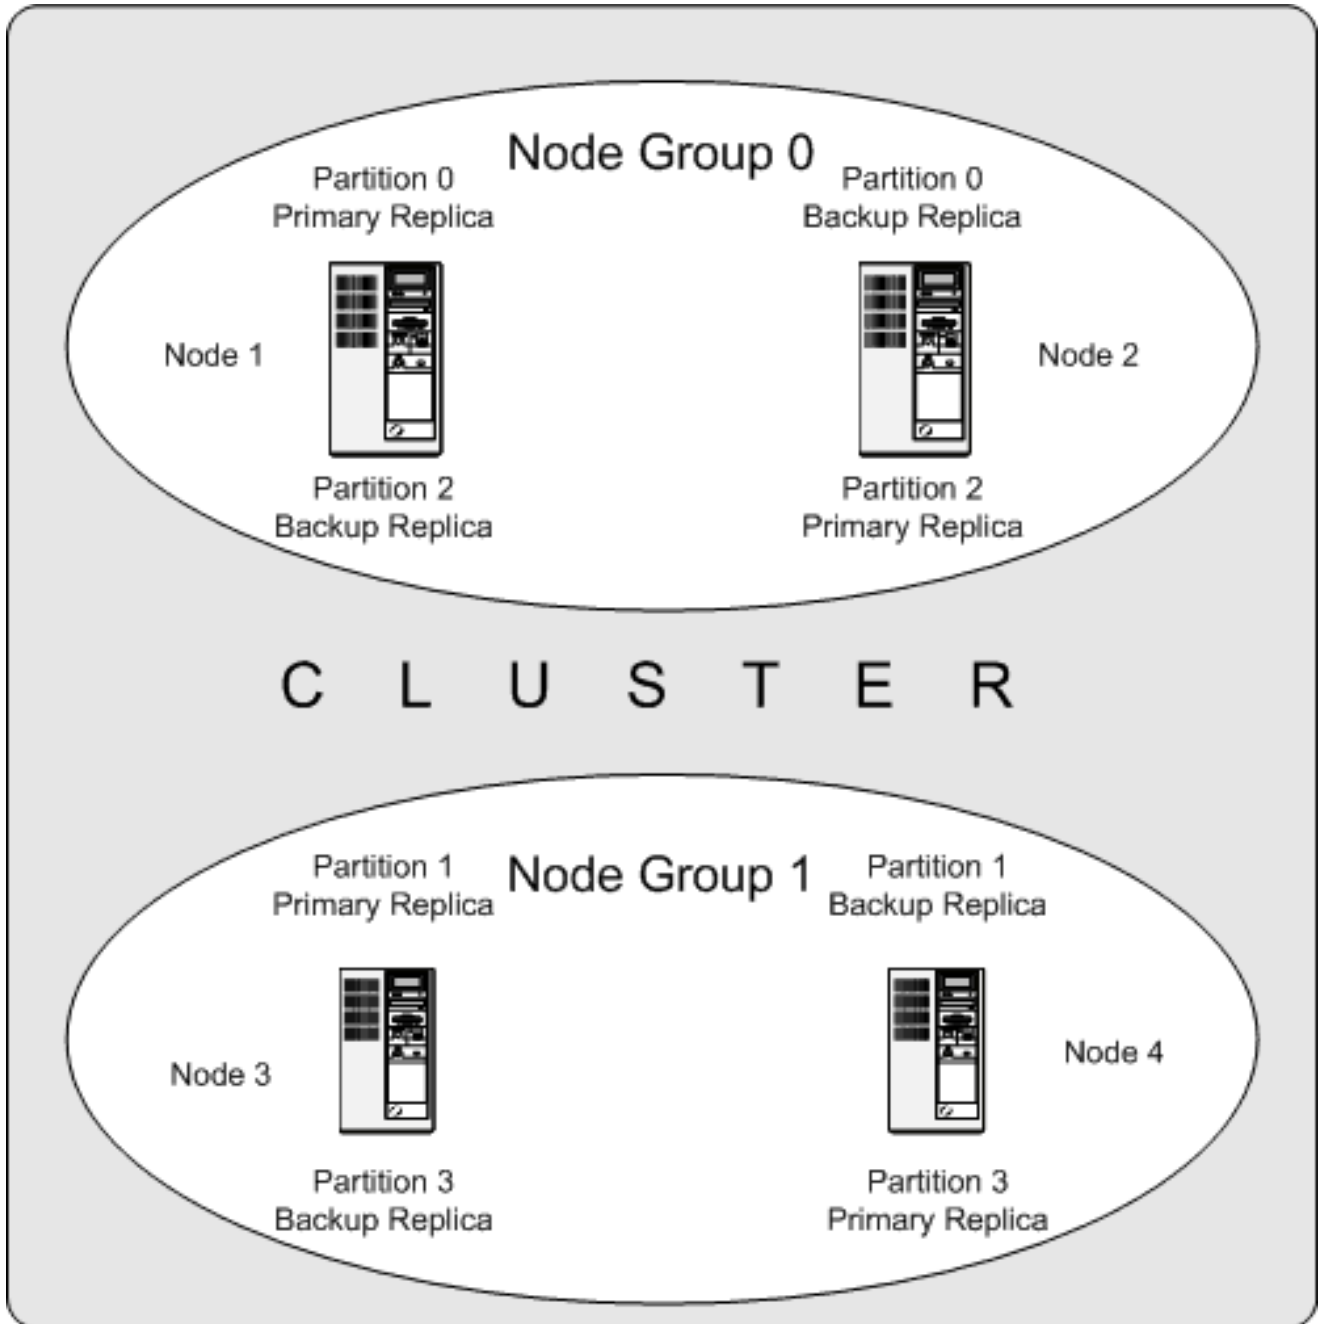 Node Group 0
Partition 0
Primary Replica
Partition 0
Backup Replica
Node 1
Node 2
Partition 2
Backup Replica
Partition 2
Primary Replica
C L U S T E R
Node Group 1
Partition 1
Primary Replica
Partition 1
Backup Replica
Node 3
Node 4
Partition 3
Backup Replica
Partition 3
Primary Replica